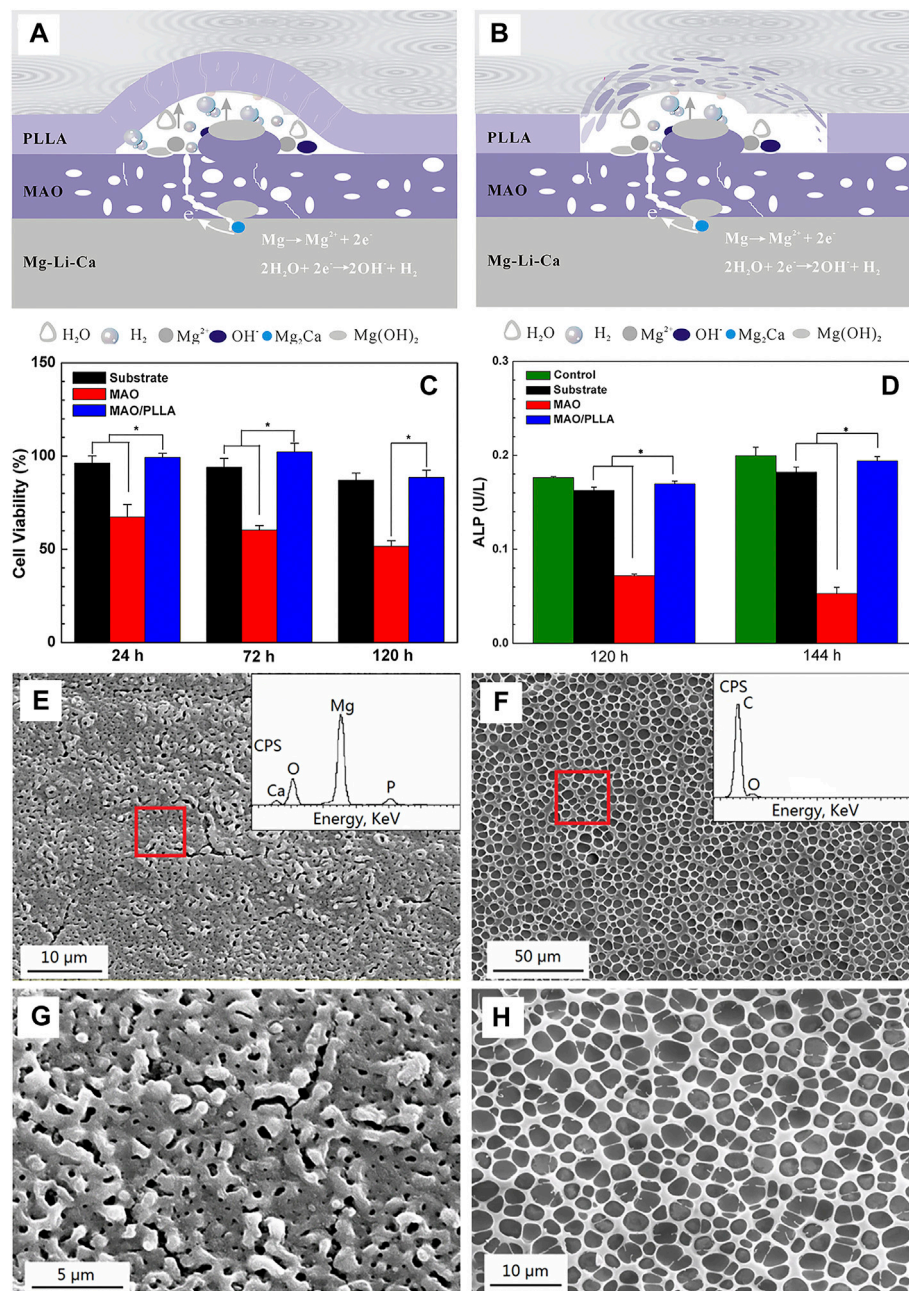 A
PLLA
MAO
e⁻
Mg-Li-Ca
Mg→Mg²⁺ + 2e⁻
2H₂O + 2e⁻→2OH⁻ + H₂
H₂O H₂ Mg²⁺ OH⁻ Mg₂Ca Mg(OH)₂
B
PLLA
MAO
e⁻
Mg-Li-Ca
Mg→Mg²⁺ + 2e⁻
2H₂O + 2e⁻→2OH⁻ + H₂
H₂O H₂ Mg²⁺ OH⁻ Mg₂Ca Mg(OH)₂
C
Substrate
MAO
MAO/PLLA
* * *
Cell Viability (%)
150
100
50
0
24 h 72 h 120 h
D
Control
Substrate
MAO
MAO/PLLA
* *
ALP (U/L)
0.3
0.2
0.1
0.0
120 h 144 h
E
CPS
Mg
O
Ca
P
Energy, KeV
10 µm
F
CPS
C
O
Energy, KeV
50 µm
G
5 µm
H
10 µm